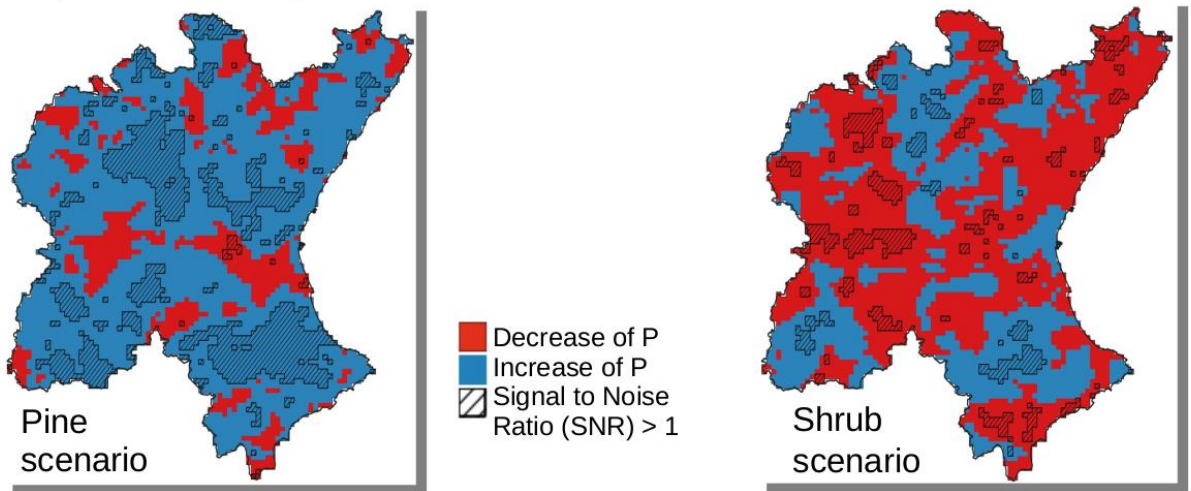 Decrease of P
Increase of P
Signal to Noise
Ratio (SNR) > 1
Pine
scenario
Shrub
scenario